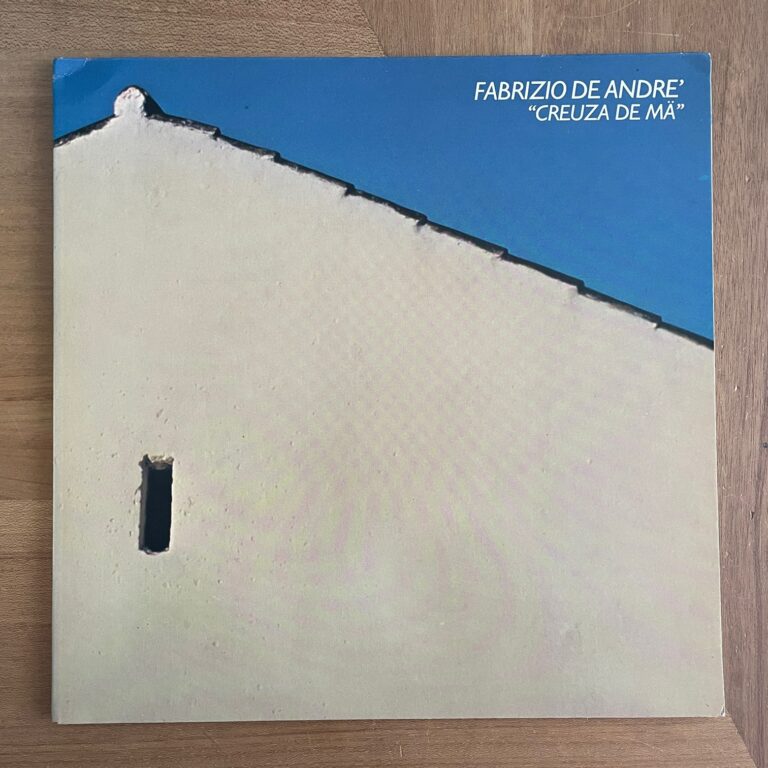 FABRIZIO DE ANDRE’
“CREUZA DE MÄ”